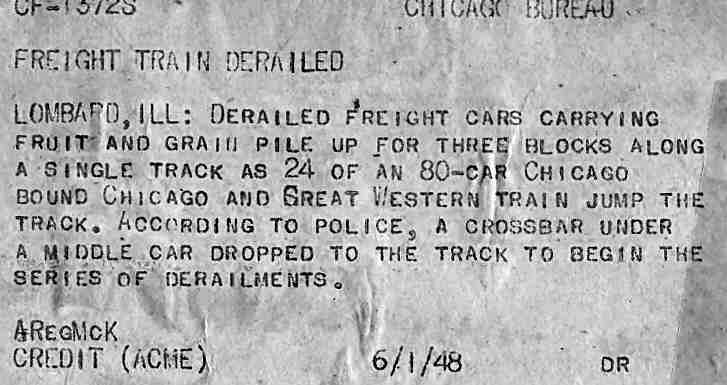 CF-1372S CHICAGO BUREAU
FREIGHT TRAIN DERAILED
LOMBARD, ILL: DERAILED FREIGHT CARS CARRYING
FRUIT AND GRAIN PILE UP FOR THREE BLOCKS ALONG
A SINGLE TRACK AS 24 OF AN 80-CAR CHICAGO
BOUND CHICAGO AND GREAT WESTERN TRAIN JUMP THE
TRACK. ACCORDING TO POLICE, A CROSSBAR UNDER
A MIDDLE CAR DROPPED TO THE TRACK TO BEGIN THE
SERIES OF DERAILMENTS.
AREGMCK
CREDIT (ACME) 6/1/48 DR